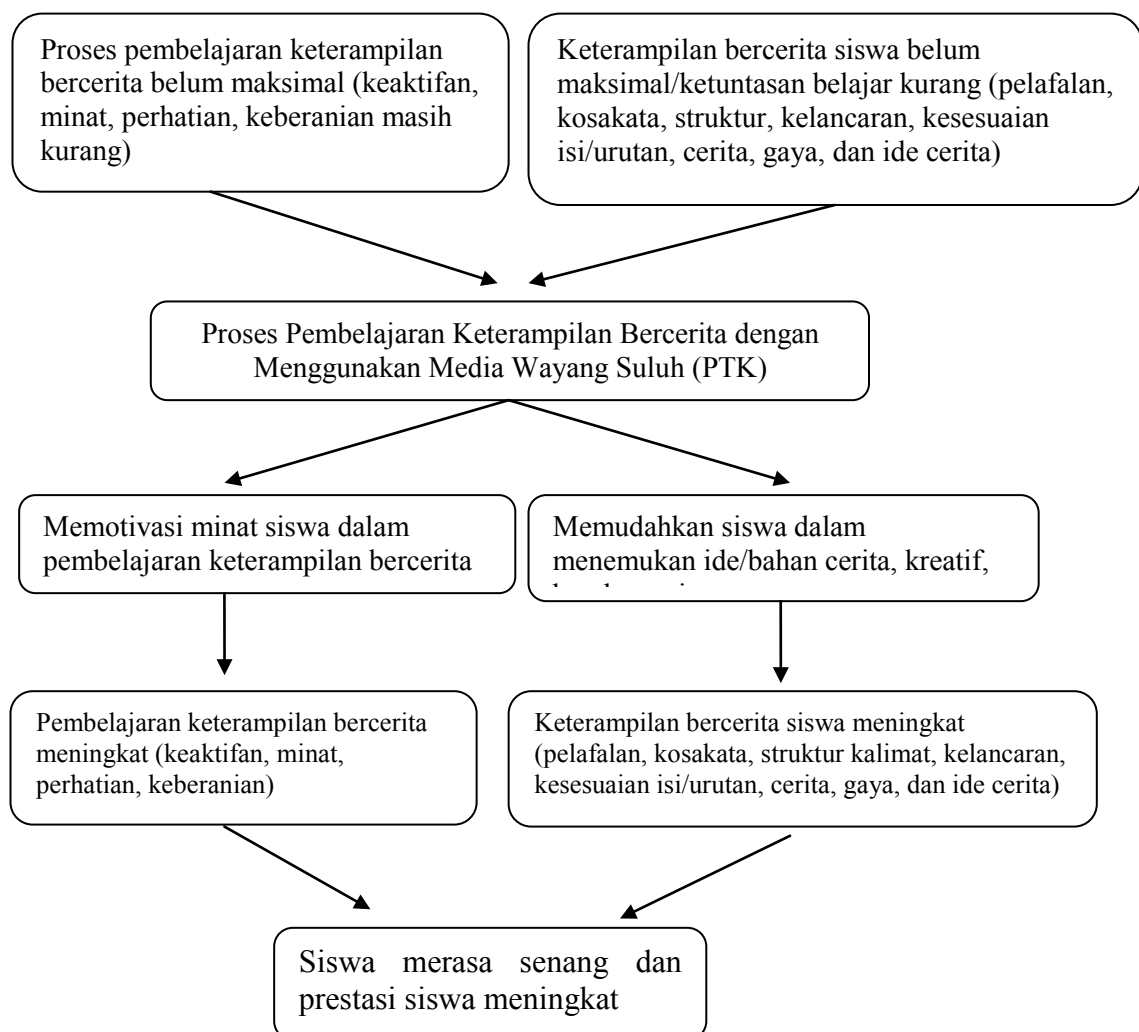 Proses pembelajaran keterampilan
bercerita belum maksimal (keaktifan,
minat, perhatian, keberanian masih
kurang)
Keterampilan bercerita siswa belum
maksimal/ketuntasan belajar kurang (pelafalan,
kosakata, struktur, kelancaran, kesesuaian
isi/urutan, cerita, gaya, dan ide cerita)
Proses Pembelajaran Keterampilan Bercerita dengan
Menggunakan Media Wayang Suluh (PTK)
Memotivasi minat siswa dalam
pembelajaran keterampilan bercerita
Memudahkan siswa dalam
menemukan ide/bahan cerita, kreatif,
Pembelajaran keterampilan bercerita
meningkat (keaktifan, minat,
perhatian, keberanian)
Keterampilan bercerita siswa meningkat
(pelafalan, kosakata, struktur kalimat, kelancaran,
kesesuaian isi/urutan, cerita, gaya, dan ide cerita)
Siswa merasa senang dan
prestasi siswa meningkat